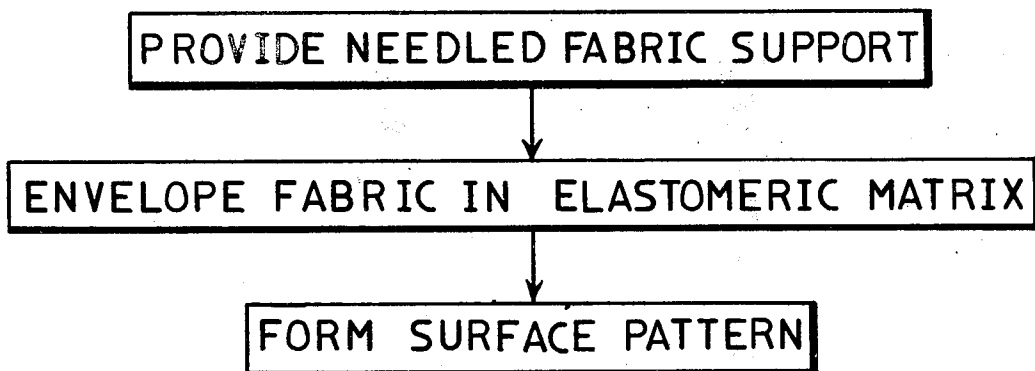 PROVIDE NEEDLED FABRIC SUPPORT
ENVELOPE FABRIC IN ELASTOMERIC MATRIX
FORM SURFACE PATTERN